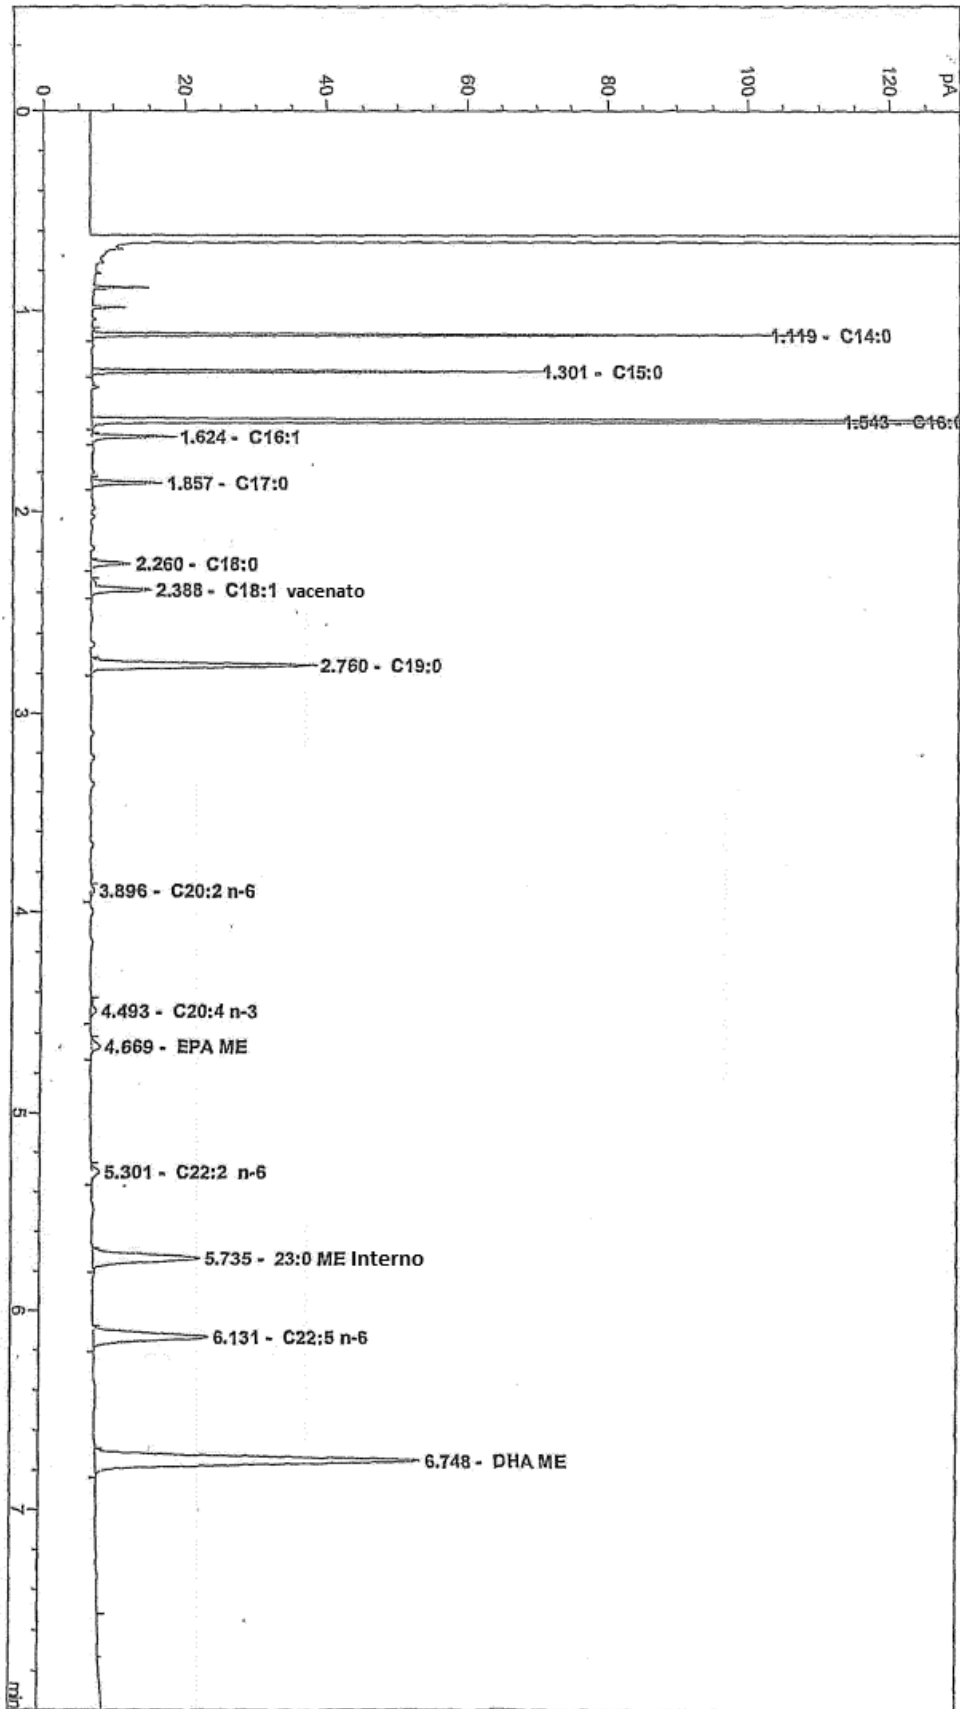 pA
0
20
40
60
80
100
120
0
1
1.119 - C14:0
1.301 - C15:0
1.543 - C16:0
1.624 - C16:1
1.857 - C17:0
2
2.260 - C18:0
2.388 - C18:1 vacenato
2.760 - C19:0
3
3.896 - C20:2 n-6
4
4.493 - C20:4 n-3
4.669 - EPA ME
5
5.301 - C22:2 n-6
5.735 - 23:0 ME Interno
6
6.131 - C22:5 n-6
6.748 - DHA ME
7
min